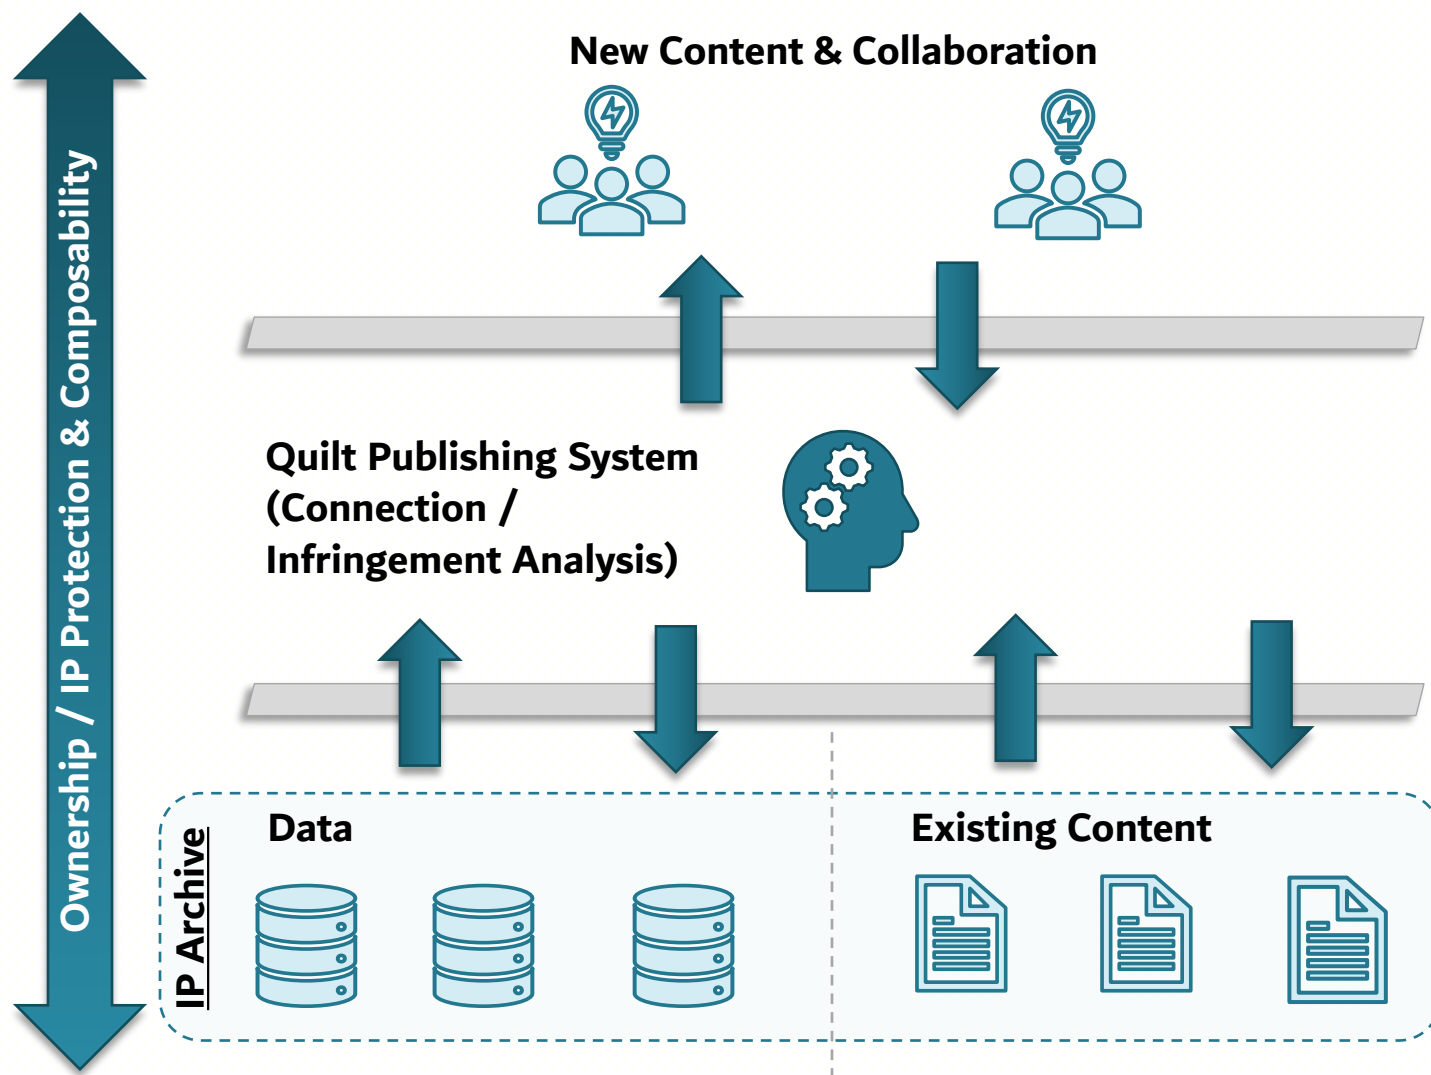 New Content & Collaboration
Ownership / IP Protection & Composability
Quilt Publishing System
(Connection /
Infringement Analysis)
IP Archive
Data
Existing Content